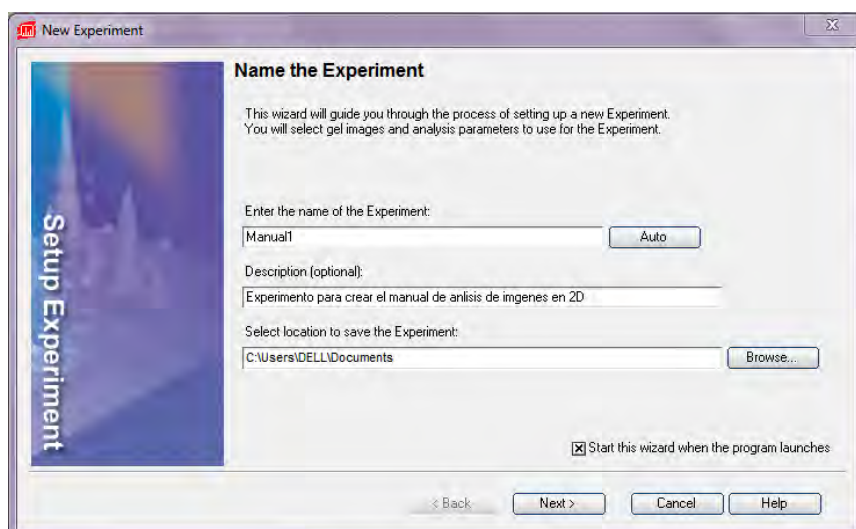 New Experiment
X
Setup Experiment
Name the Experiment
This wizard will guide you through the process of setting up a new Experiment.
You will select gel images and analysis parameters to use for the Experiment.
Enter the name of the Experiment:
Manual1
Auto
Description (optional):
Experimento para crear el manual de anlisis de imgenes en 2D
Select location to save the Experiment:
C:\Users\DELL\Documents
Browse...
Start this wizard when the program launches
< Back
Next >
Cancel
Help